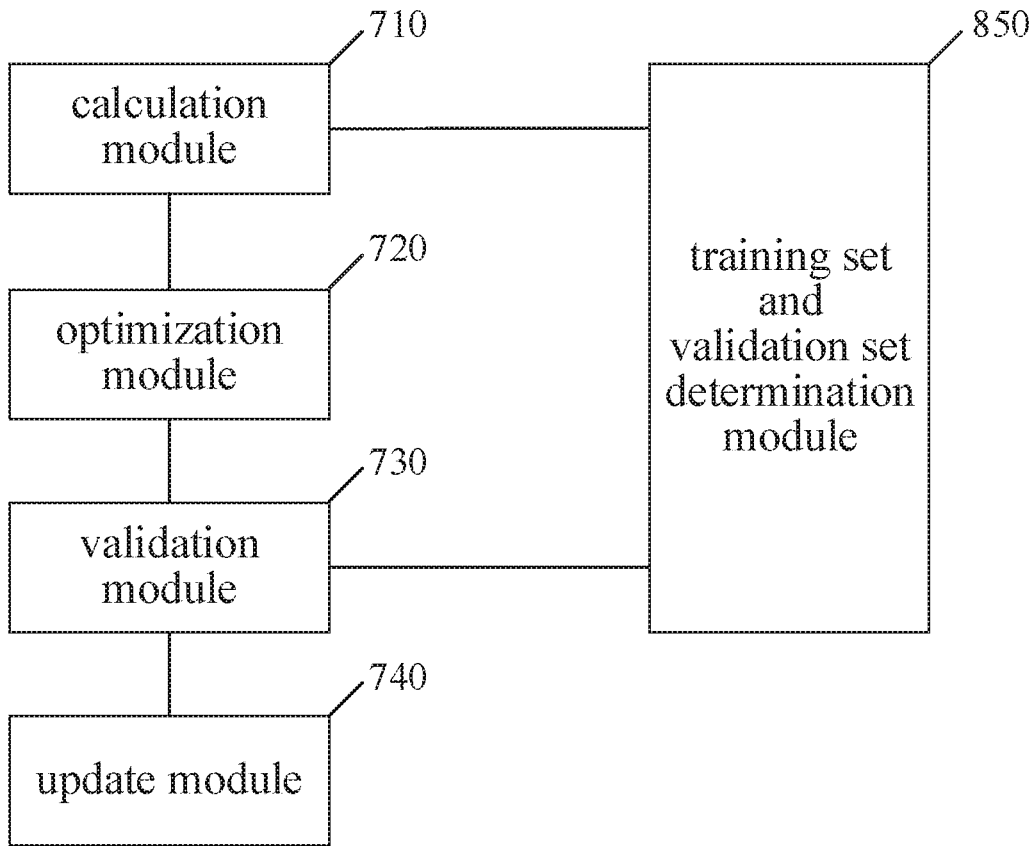 710
calculation
module
720
optimization
module
730
validation
module
740
update module
850
training set
and
validation set
determination
module